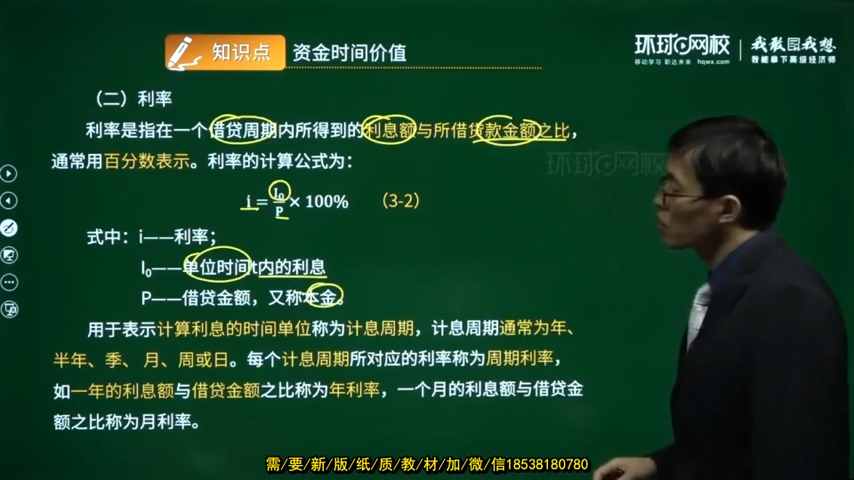 知识点 资金时间价值
环球网校
移动学习 职达未来 hqwx.com
我敢因我想
我能拿下高级经济师
（二）利率
利率是指在一个借贷周期内所得到的利息额与所借贷款金额之比，
通常用百分数表示。利率的计算公式为：
环球网校
i = I₀/P × 100% （3-2）
式中：i——利率；
I₀——单位时间t内的利息
P——借贷金额，又称本金。
用于表示计算利息的时间单位称为计息周期，计息周期通常为年、
半年、季、月、周或日。每个计息周期所对应的利率称为周期利率，
如一年的利息额与借贷金额之比称为年利率，一个月的利息额与借贷金
额之比称为月利率。
需/要/新/版/纸/质/教/材/加/微/信18538180780